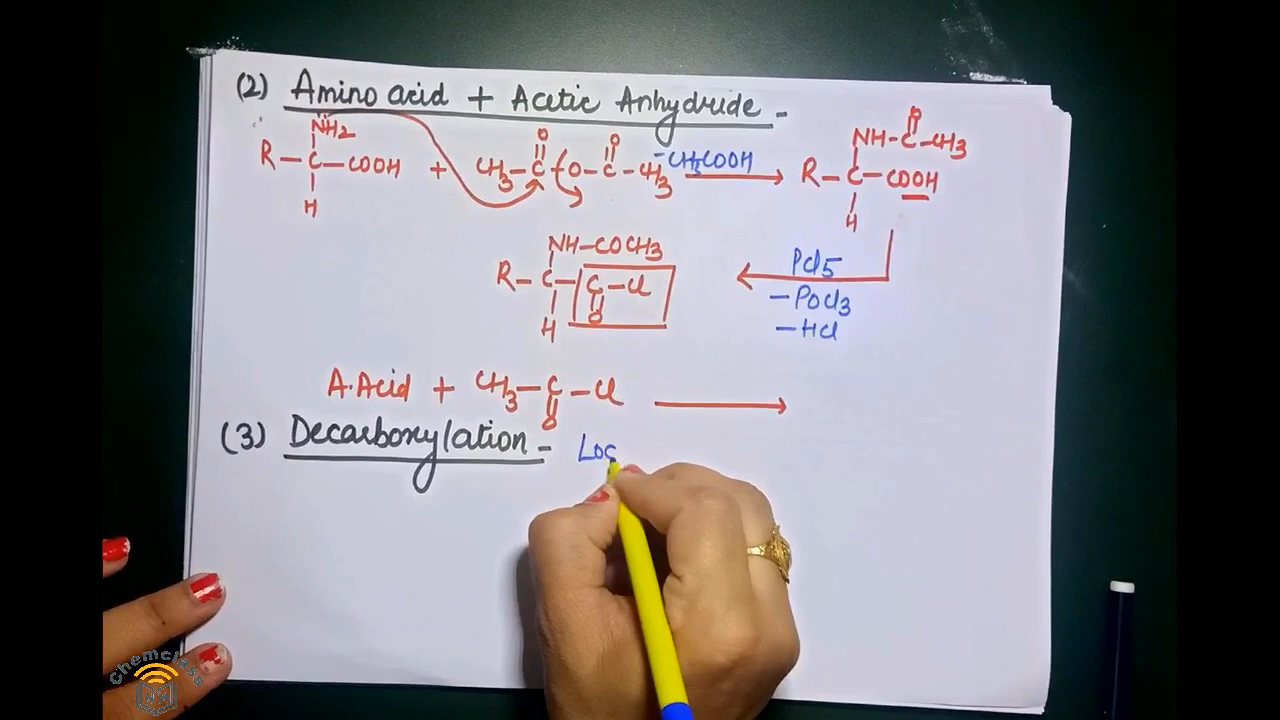 (2) Amino acid + Acetic Anhydride -
NH2
R-C-COOH + CH3-C-O-C-CH3 -CH3COOH R-C-COOH
O O
H
NH-C-CH3
O
H
NH-COCH3
R-C-C-Cl
O
H
PCl5
-POCl3
-HCl
A.Acid + CH3-C-Cl
O
(3) Decarboxylation - Los
Chemclass